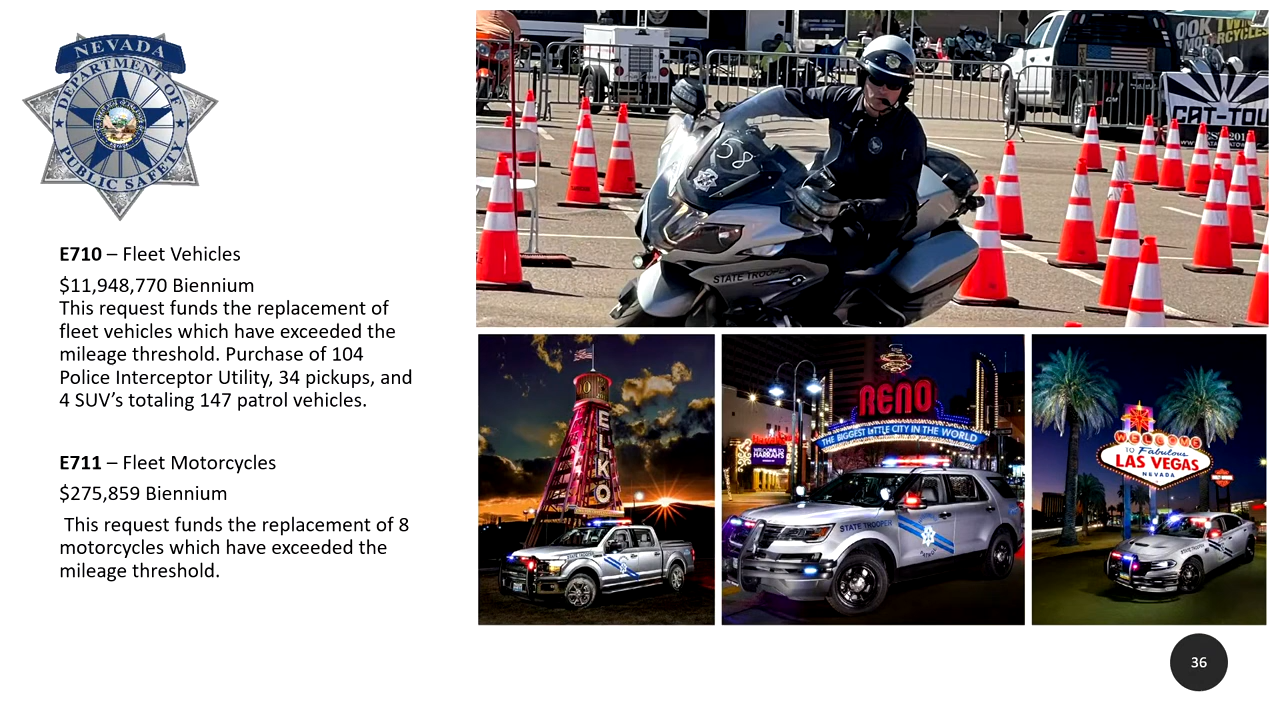 NEVADA
DEPARTMENT OF
PUBLIC SAFETY
E710 – Fleet Vehicles
$11,948,770 Biennium
This request funds the replacement of
fleet vehicles which have exceeded the
mileage threshold. Purchase of 104
Police Interceptor Utility, 34 pickups, and
4 SUV’s totaling 147 patrol vehicles.
E711 – Fleet Motorcycles
$275,859 Biennium
This request funds the replacement of 8
motorcycles which have exceeded the
mileage threshold.
58
STATE TROOPER
ELKO
RENO
THE BIGGEST LITTLE CITY IN THE WORLD
WELCOME TO
HARRAH'S
STATE TROOPER
WELCOME
TO Fabulous
LAS VEGAS
NEVADA
36